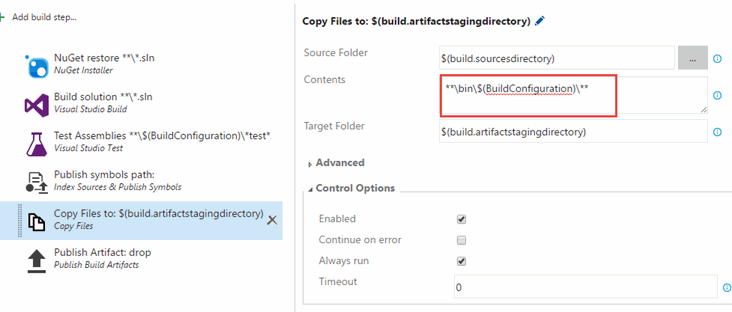 Add build step...
NuGet restore **\*.sln
NuGet Installer
Build solution **\*.sln
Visual Studio Build
Test Assemblies **\$(BuildConfiguration)\*test*
Visual Studio Test
Publish symbols path:
Index Sources & Publish Symbols
Copy Files to: $(build.artifactstagingdirectory)
Copy Files
Publish Artifact: drop
Publish Build Artifacts
Copy Files to: $(build.artifactstagingdirectory)
Source Folder
$(build.sourcesdirectory)
...
Contents
**\bin\$(BuildConfiguration)\**
Target Folder
$(build.artifactstagingdirectory)
Advanced
Control Options
Enabled
Continue on error
Always run
Timeout
0